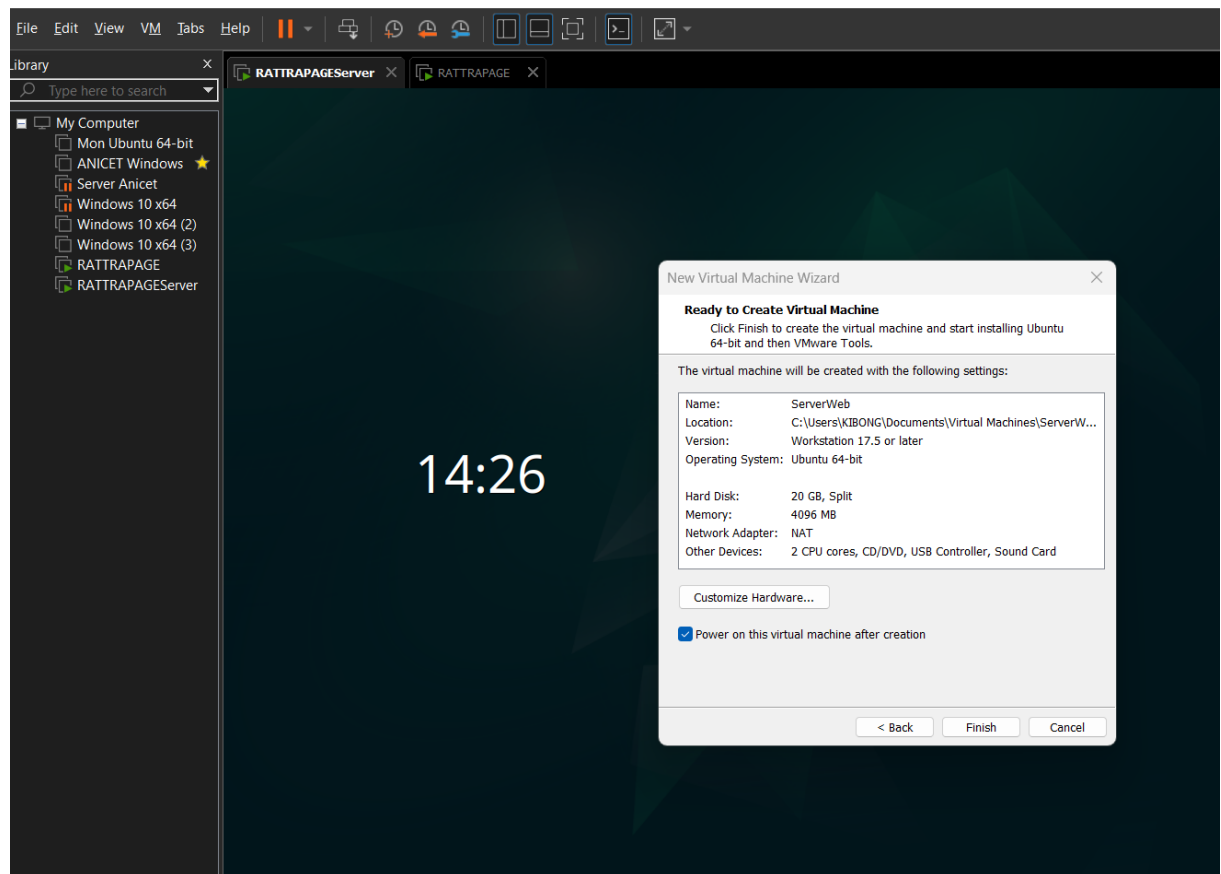 File Edit View VM Tabs Help
Library X
Type here to search
My Computer
Mon Ubuntu 64-bit
ANICET Windows
Server Anicet
Windows 10 x64
Windows 10 x64 (2)
Windows 10 x64 (3)
RATTRAPAGE
RATTRAPAGEServer
RATTRAPAGEServer RATTRAPAGE
14:26
New Virtual Machine Wizard
Ready to Create Virtual Machine
Click Finish to create the virtual machine and start installing Ubuntu
64-bit and then VMware Tools.
The virtual machine will be created with the following settings:
Name: ServerWeb
Location: C:\Users\KIBONG\Documents\Virtual Machines\ServerW...
Version: Workstation 17.5 or later
Operating System: Ubuntu 64-bit
Hard Disk: 20 GB, Split
Memory: 4096 MB
Network Adapter: NAT
Other Devices: 2 CPU cores, CD/DVD, USB Controller, Sound Card
Customize Hardware...
Power on this virtual machine after creation
< Back Finish Cancel